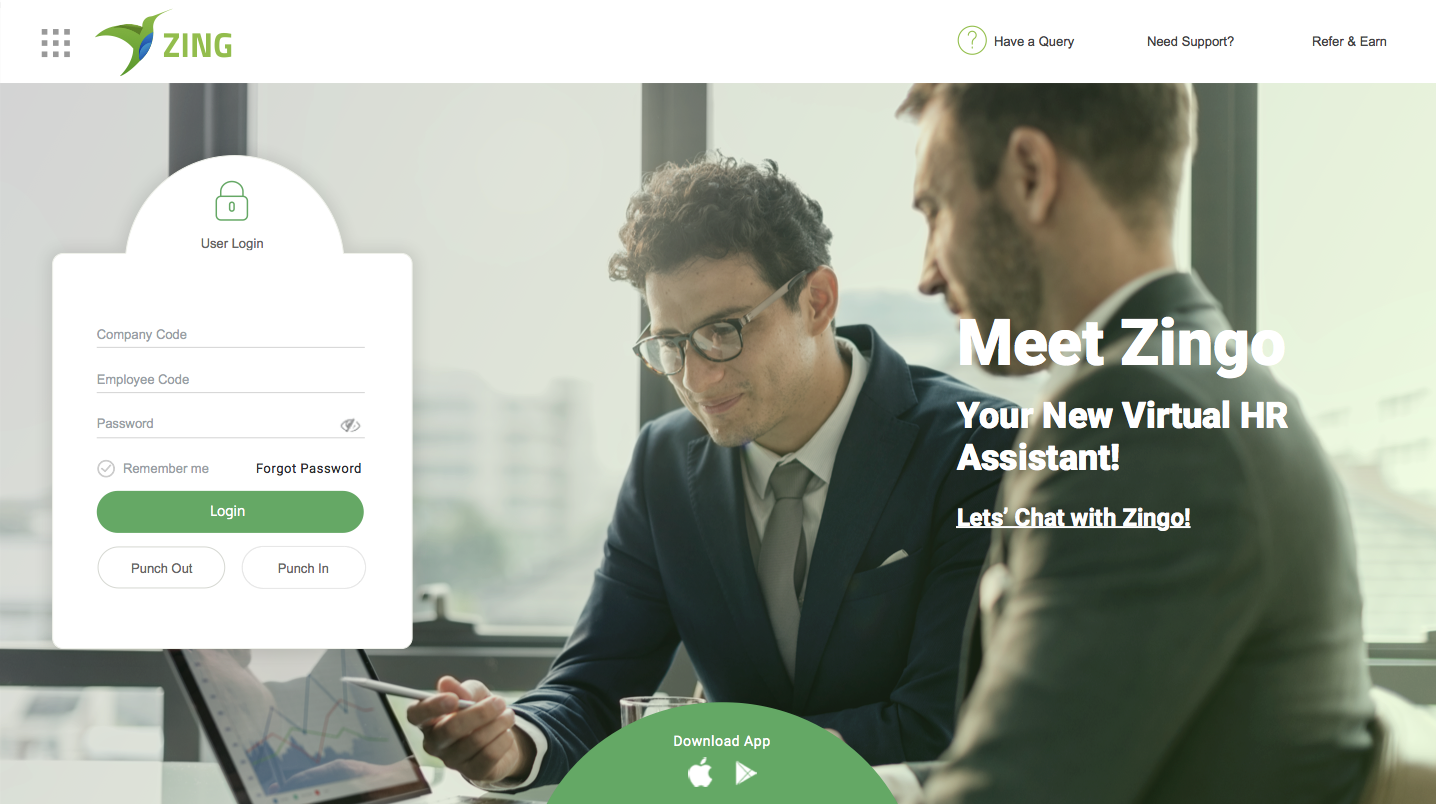 ZING
Have a Query
Need Support?
Refer & Earn
User Login
Company Code
Employee Code
Password
Remember me
Forgot Password
Login
Punch Out
Punch In
Meet Zingo
Your New Virtual HR
Assistant!
Lets’ Chat with Zingo!
Download App